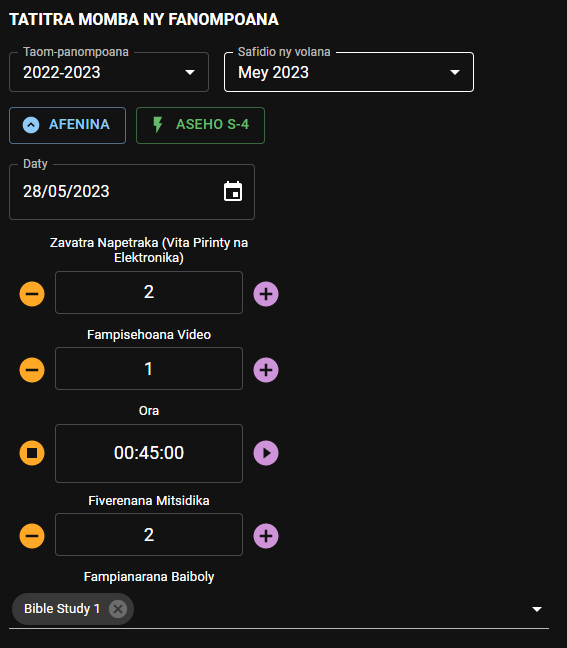 TATITRA MOMBA NY FANOMPOANA
Taom-panompoana
2022-2023
Safidio ny volana
Mey 2023
AFENINA
ASEHO S-4
Daty
28/05/2023
Zavatra Napetraka (Vita Pirinty na
Elektronika)
2
Fampisehoana Video
1
Ora
00:45:00
Fiverenana Mitsidika
2
Fampianarana Baiboly
Bible Study 1